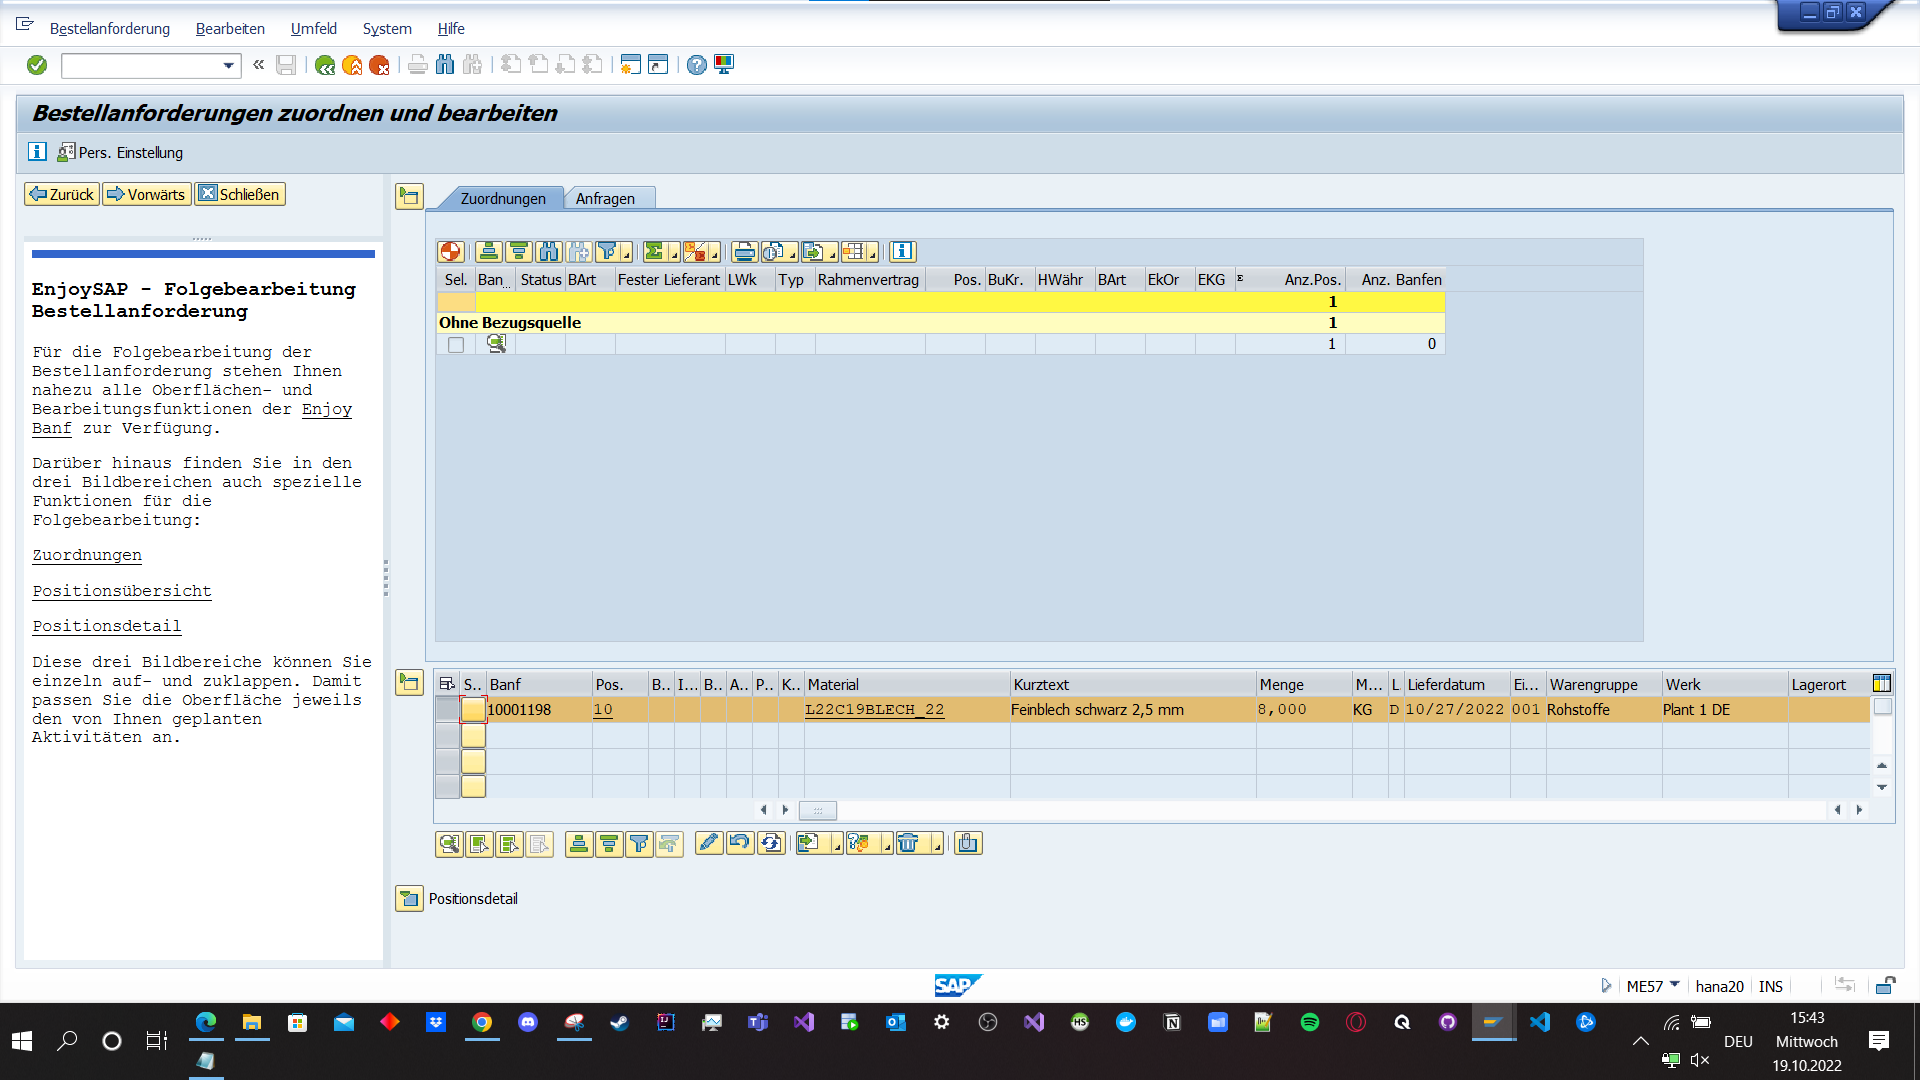 Bestellanforderung Bearbeiten Umfeld System Hilfe
Bestellanforderungen zuordnen und bearbeiten
Pers. Einstellung
Zurück Vorwärts Schließen
Zuordnungen Anfragen
Sel. Ban... Status BArt Fester Lieferant LWk Typ Rahmenvertrag Pos. BuKr. HWähr BArt EkOr EKG Σ Anz.Pos. Anz. Banfen
1
Ohne Bezugsquelle 1
1 0
EnjoySAP - Folgebearbeitung
Bestellanforderung
Für die Folgebearbeitung der
Bestellanforderung stehen Ihnen
nahezu alle Oberflächen- und
Bearbeitungsfunktionen der Enjoy
Banf zur Verfügung.
Darüber hinaus finden Sie in den
drei Bildbereichen auch spezielle
Funktionen für die
Folgebearbeitung:
Zuordnungen
Positionsübersicht
Positionsdetail
Diese drei Bildbereiche können Sie
einzeln auf- und zuklappen. Damit
passen Sie die Oberfläche jeweils
den von Ihnen geplanten
Aktivitäten an.
S.. Banf Pos. B.. I... B.. A.. P.. K.. Material Kurztext Menge M... L Lieferdatum Ei... Warengruppe Werk Lagerort
10001198 10 L22C19BLECH_22 Feinblech schwarz 2,5 mm 8,000 KG D 10/27/2022 001 Rohstoffe Plant 1 DE
Positionsdetail
SAP
ME57 hana20 INS
DEU
15:43
Mittwoch
19.10.2022